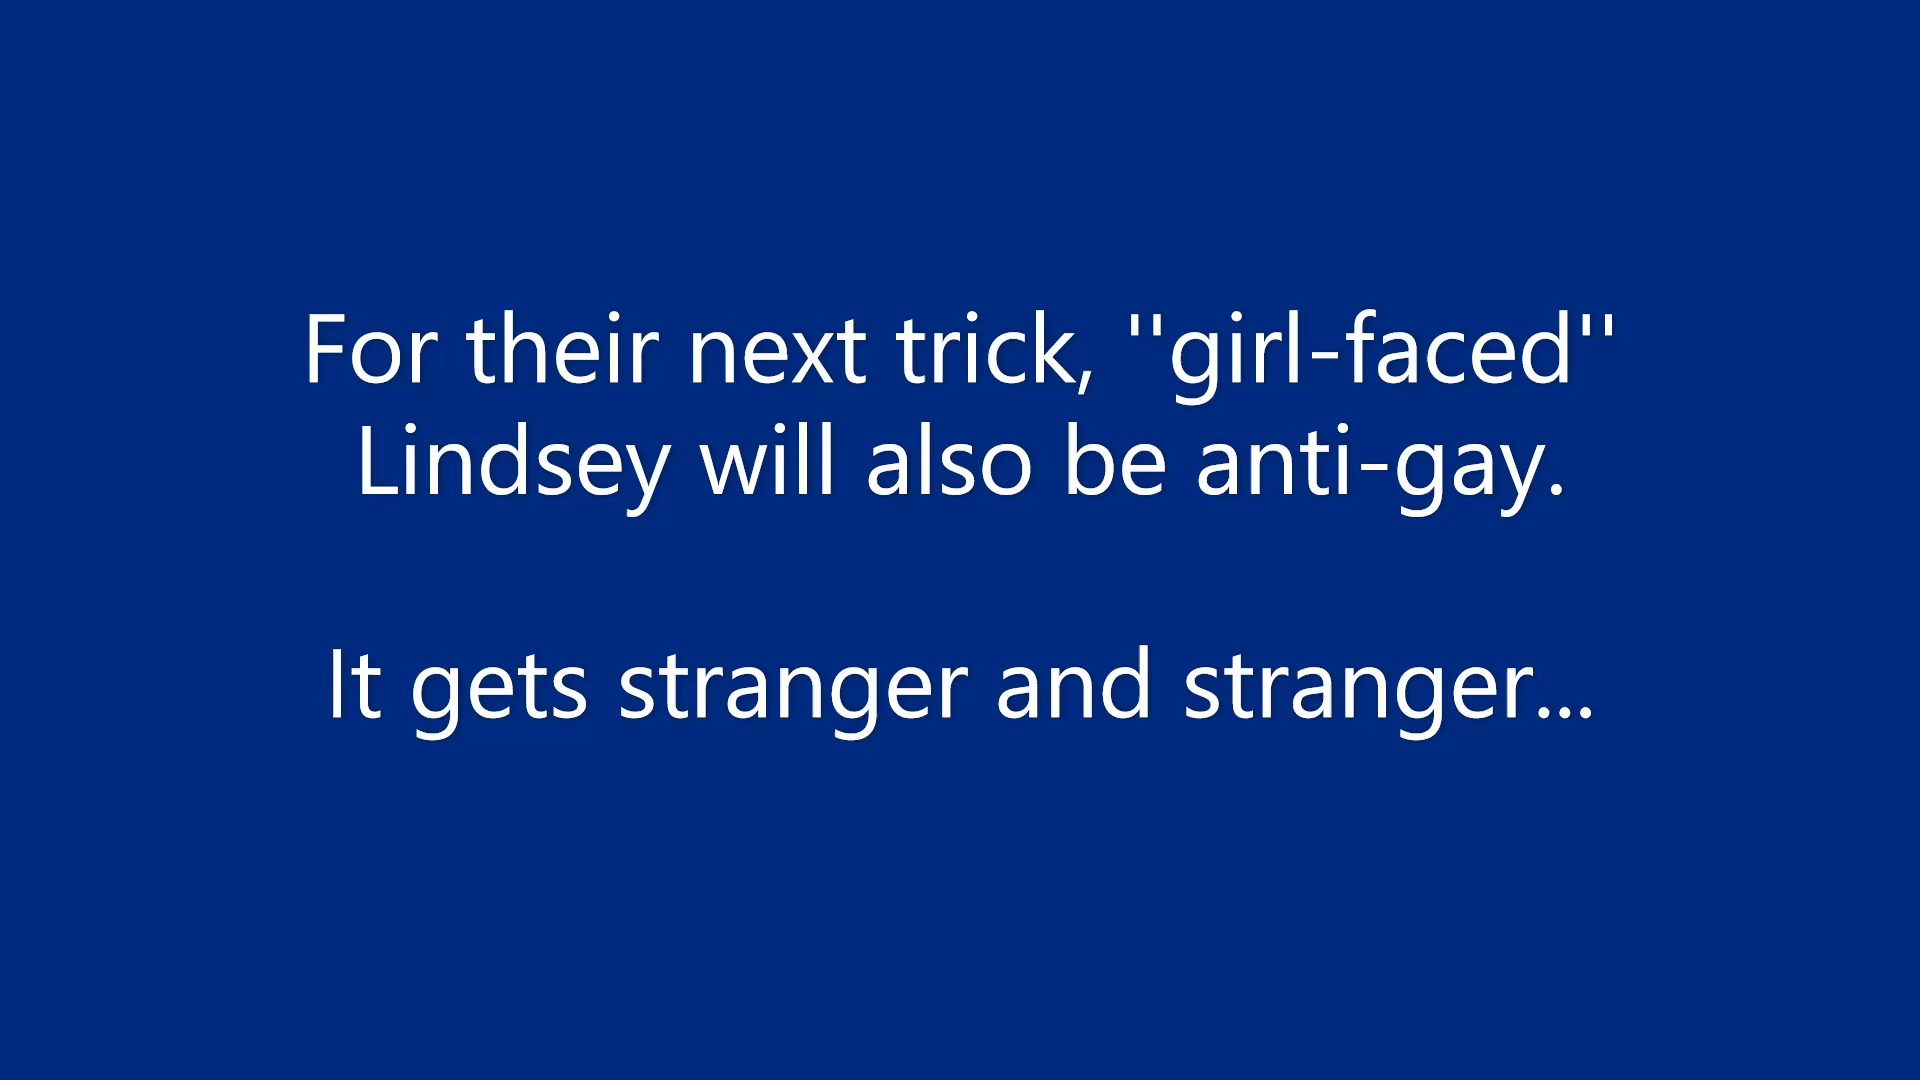 For their next trick, "girl-faced"
Lindsey will also be anti-gay.
It gets stranger and stranger...